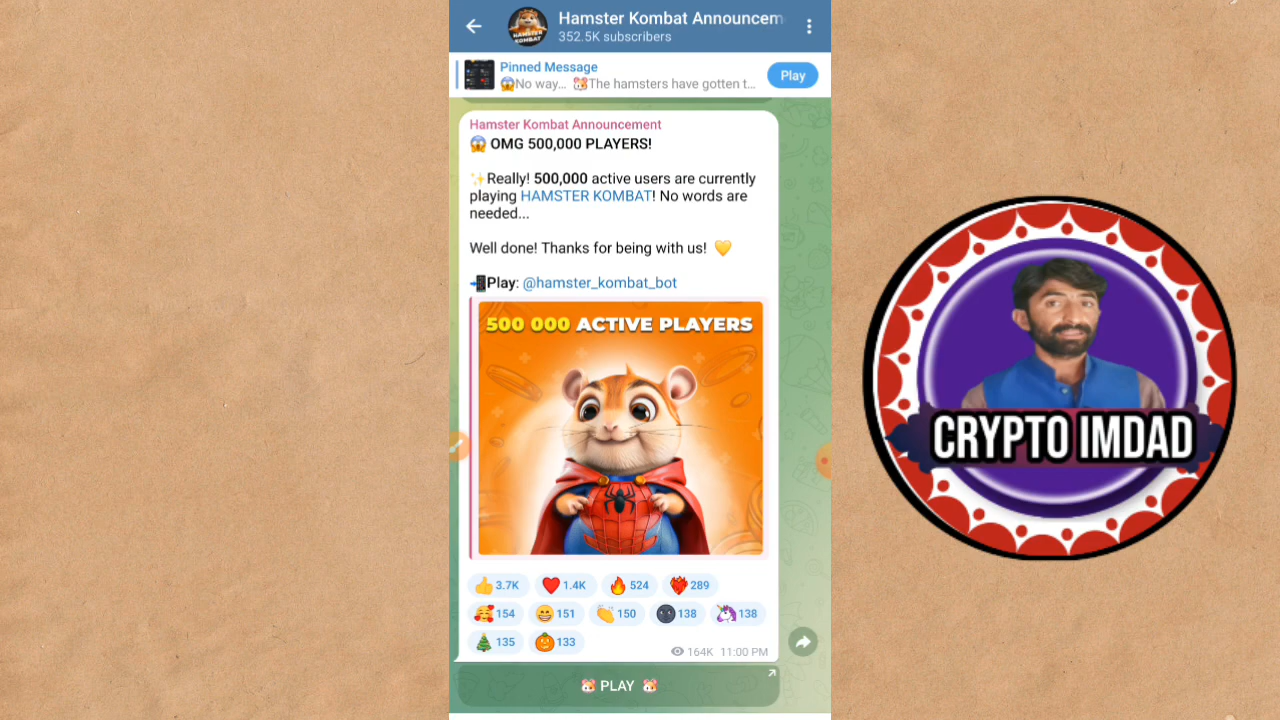 Hamster Kombat Announcem
352.5K subscribers
Pinned Message
😱No way... 🐹The hamsters have gotten t...
Play
Hamster Kombat Announcement
😱 OMG 500,000 PLAYERS!
✨Really! 500,000 active users are currently
playing HAMSTER KOMBAT! No words are
needed...
Well done! Thanks for being with us! 💛
📲Play: @hamster_kombat_bot
500 000 ACTIVE PLAYERS
👍 3.7K ❤️ 1.4K 🔥 524 ❤️‍🔥 289
🥰 154 😁 151 👏 150 🌚 138 🦄 138
🎄 135 🎃 133
164K 11:00 PM
🐹 PLAY 🐹
HAMSTER
KOMBAT
CRYPTO IMDAD